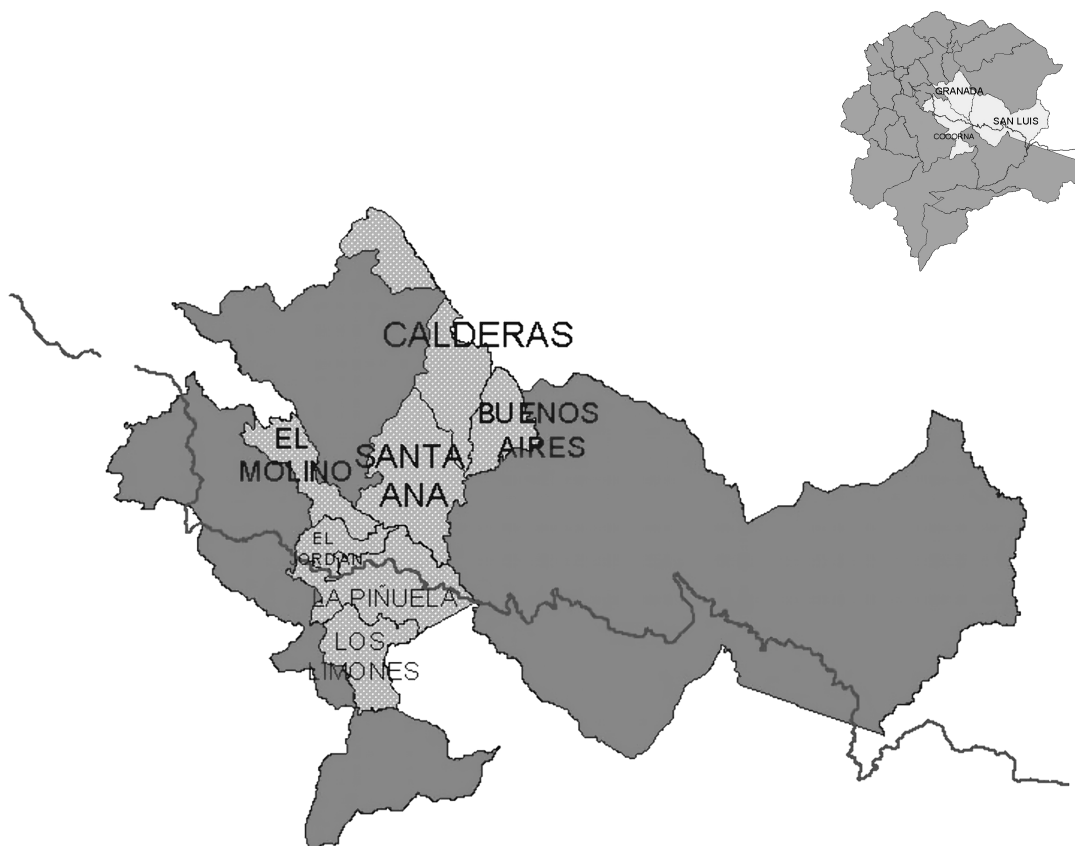 GRANADA
SAN LUIS
COCORNA
CALDERAS
BUENOS
AIRES
EL
MOLINO
SANTA
ANA
EL
JORDAN
LA PIÑUELA
LOS
LIMONES